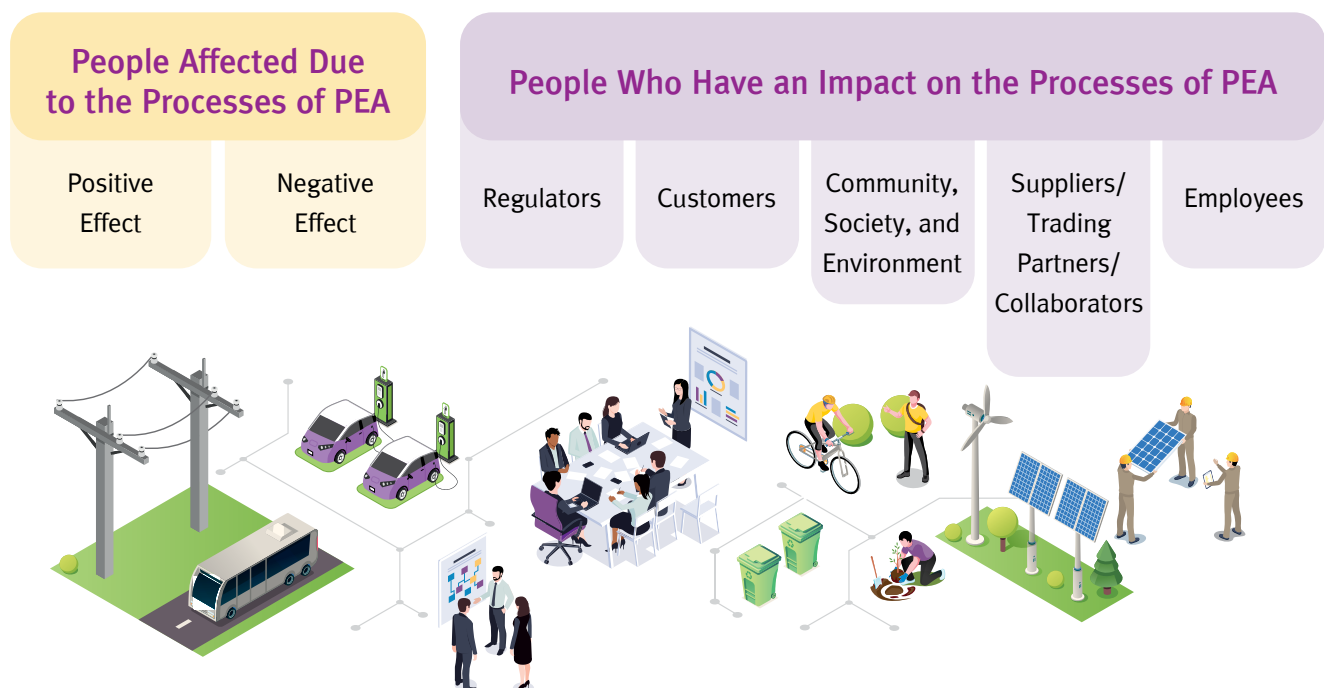 People Affected Due
to the Processes of PEA
Positive
Effect
Negative
Effect
People Who Have an Impact on the Processes of PEA
Regulators
Customers
Community,
Society, and
Environment
Suppliers/
Trading
Partners/
Collaborators
Employees